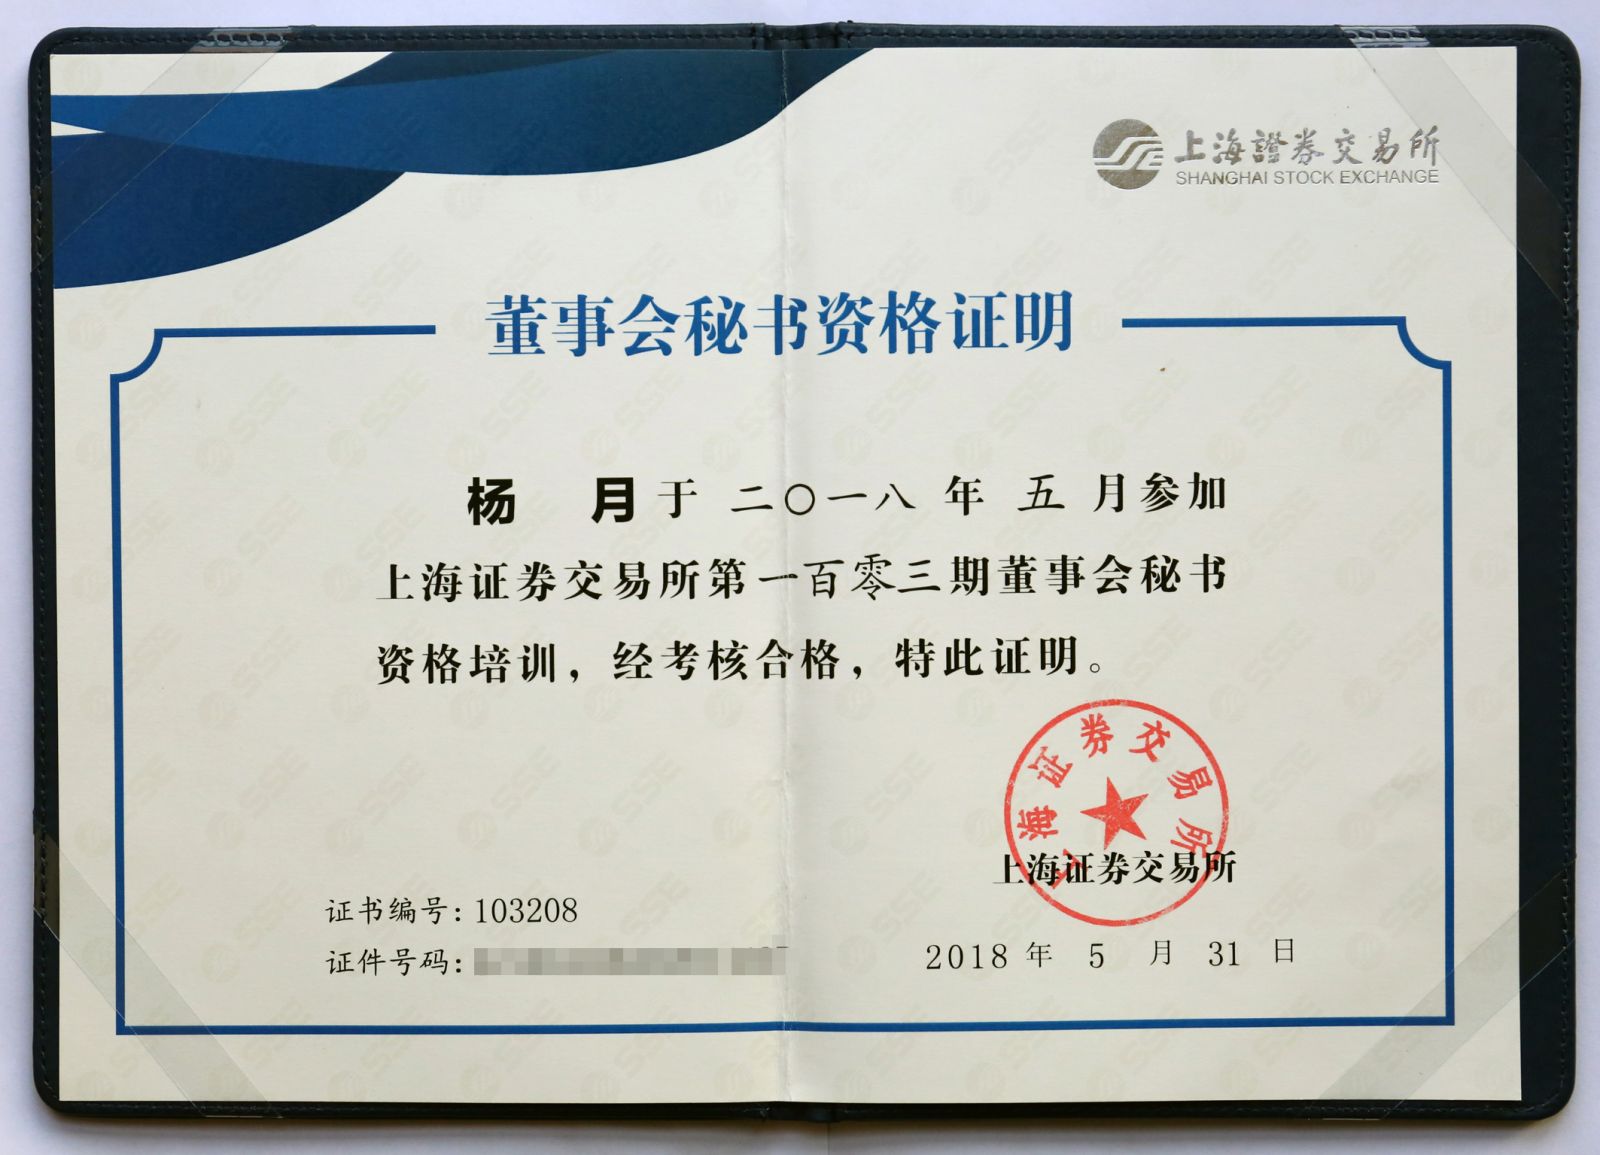 上海證券交易所
SHANGHAI STOCK EXCHANGE
董事会秘书资格证明
杨 月于 二〇一八 年 五 月参加
上海证券交易所第一百零三期董事会秘书
资格培训，经考核合格，特此证明。
上海证券交易所
上海证券交易所
证书编号：103208
证件号码：
2018 年 5 月 31 日